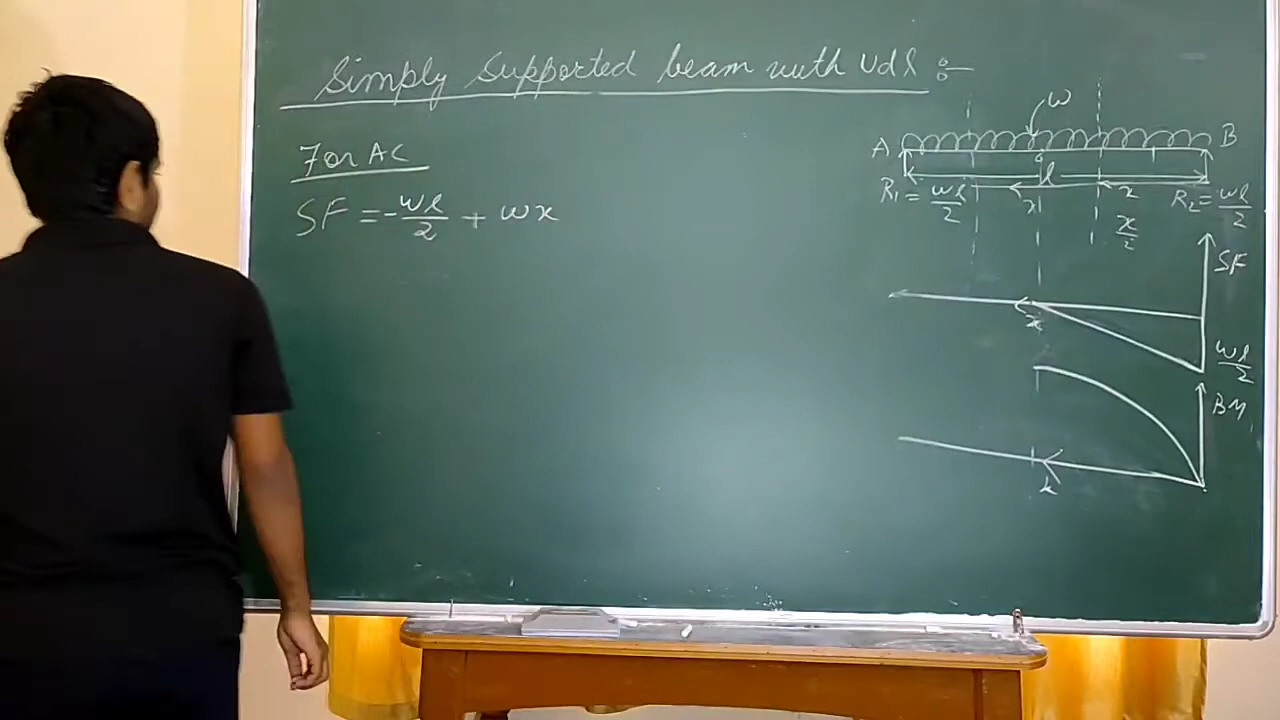 Simply Supported beam with Udl :-
For AC
SF = -wl/2 + wx
w
A B
l
R₁ = wl/2 x x R₂ = wl/2
x/2
SF
x
wl/2
BM
x